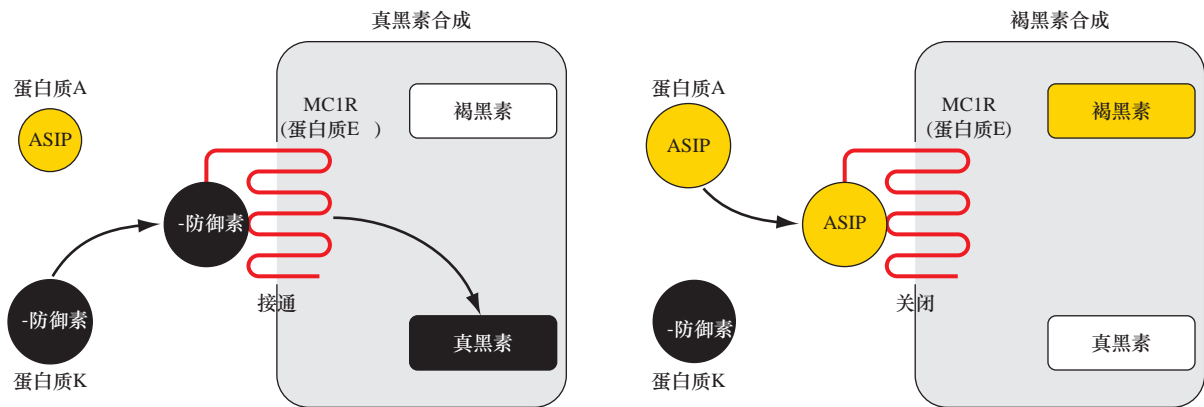 真黑素合成
蛋白质A
ASIP
MC1R
(蛋白质E )
褐黑素
-防御素
-防御素
蛋白质K
接通
真黑素
褐黑素合成
蛋白质A
ASIP
MC1R
(蛋白质E)
褐黑素
ASIP
关闭
-防御素
蛋白质K
真黑素